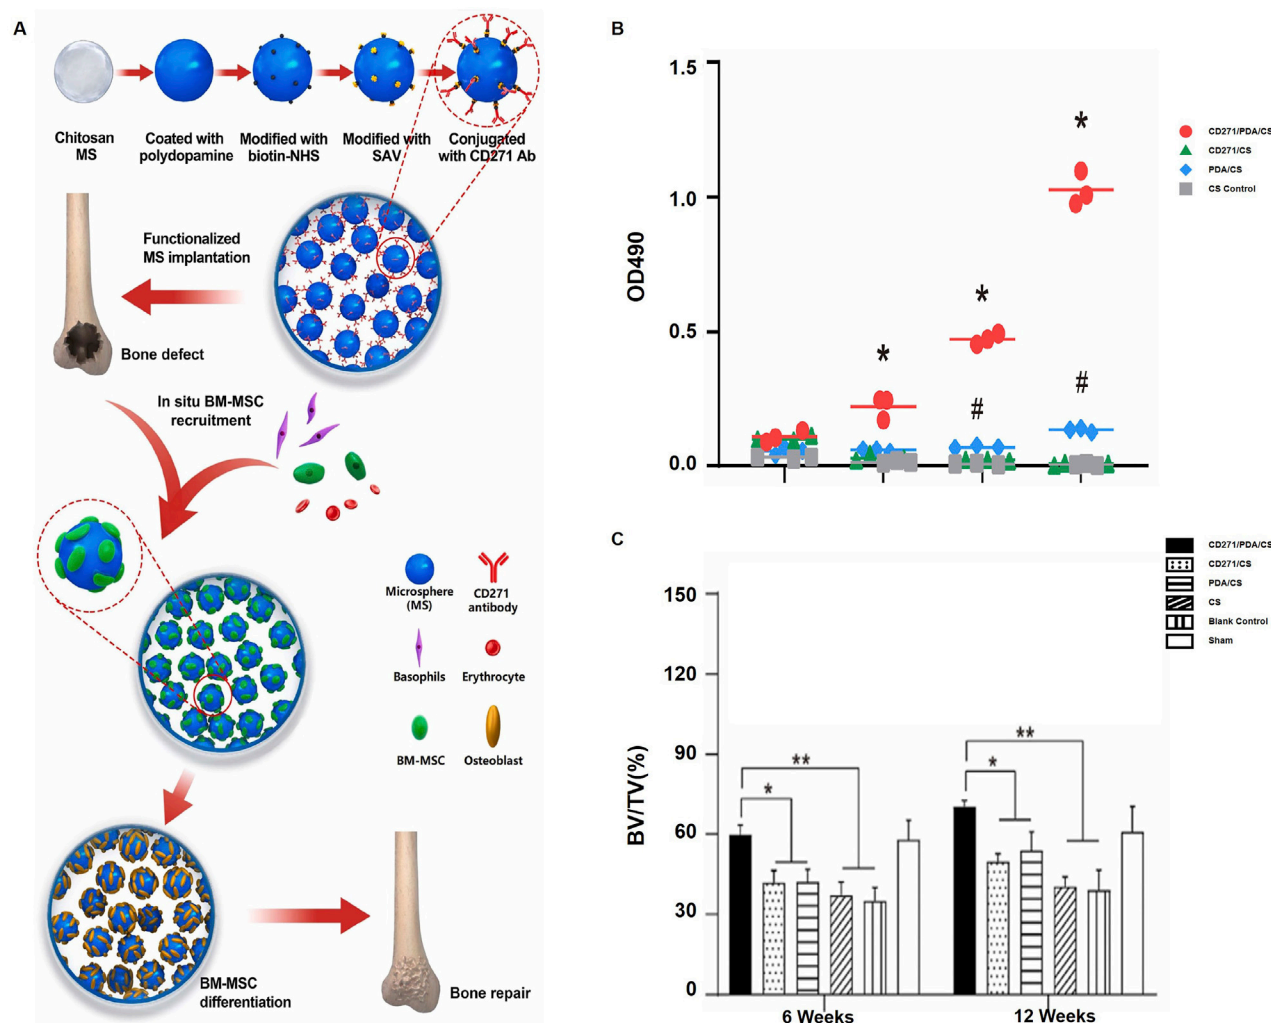 A
Chitosan
MS
Coated with
polydopamine
Modified with
biotin-NHS
Modified with
SAV
Conjugated
with CD271 Ab
Functionalized
MS implantation
Bone defect
In situ BM-MSC
recruitment
Microsphere
(MS)
CD271
antibody
Basophils
Erythrocyte
BM-MSC
Osteoblast
BM-MSC
differentiation
Bone repair
B
1.5
1.0
0.5
0.0
OD490
*
*
*
#
#
CD271/PDA/CS
CD271/CS
PDA/CS
CS Control
C
150
120
90
60
30
0
BV/TV(%)
*
**
*
**
6 Weeks
12 Weeks
CD271/PDA/CS
CD271/CS
PDA/CS
CS
Blank Control
Sham